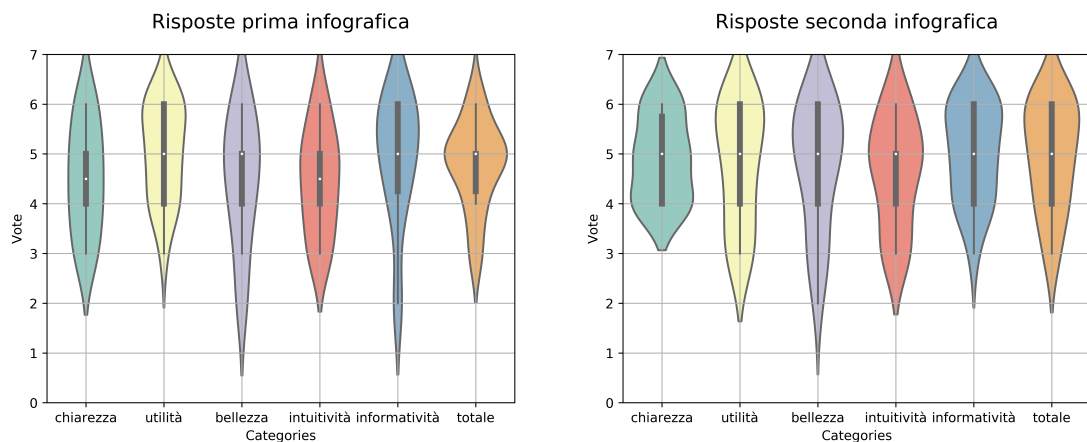 Risposte prima infografica
7
6
5
4
3
2
1
0
Vote
chiarezza utilità bellezza intuitività informatività totale
Categories
Risposte seconda infografica
7
6
5
4
3
2
1
0
Vote
chiarezza utilità bellezza intuitività informatività totale
Categories